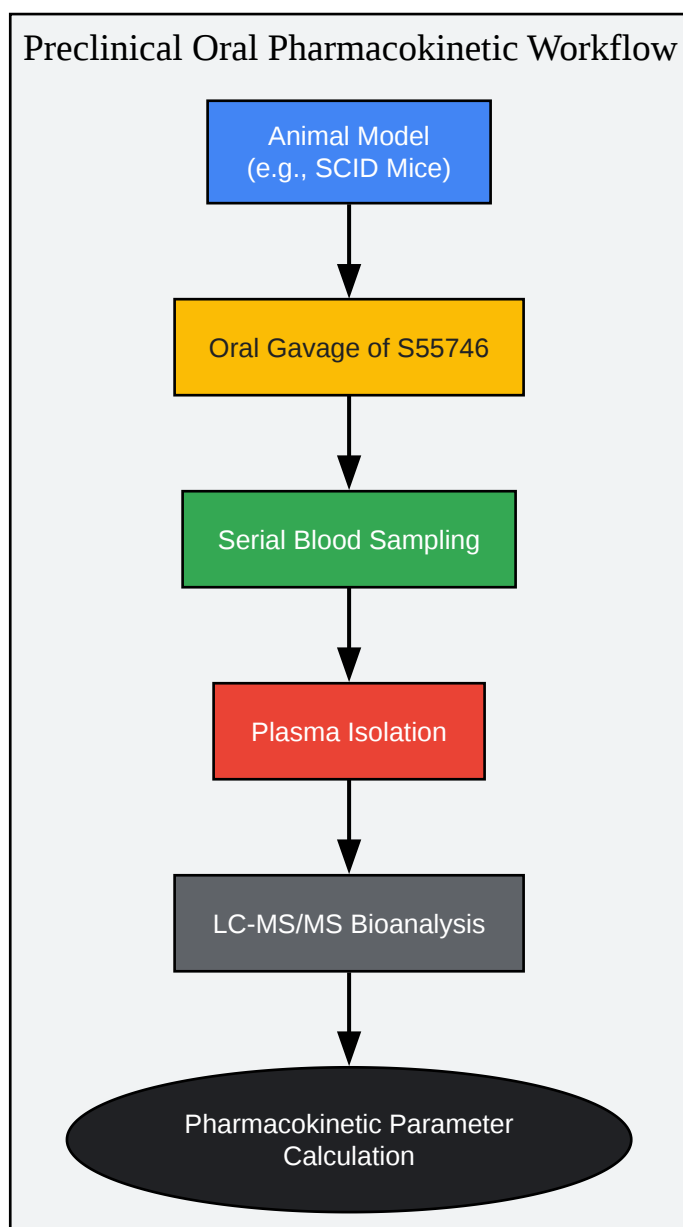 Preclinical Oral Pharmacokinetic Workflow
Animal Model
(e.g., SCID Mice)
Oral Gavage of S55746
Serial Blood Sampling
Plasma Isolation
LC-MS/MS Bioanalysis
Pharmacokinetic Parameter
Calculation